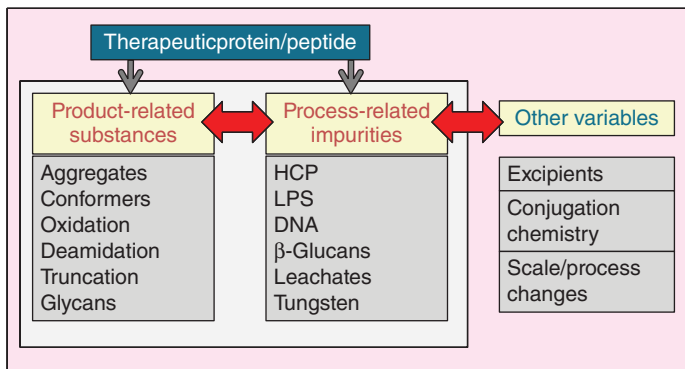 Therapeuticprotein/peptide
Product-related
substances
Process-related
impurities
Other variables
Aggregates
Conformers
Oxidation
Deamidation
Truncation
Glycans
HCP
LPS
DNA
β-Glucans
Leachates
Tungsten
Excipients
Conjugation
chemistry
Scale/process
changes